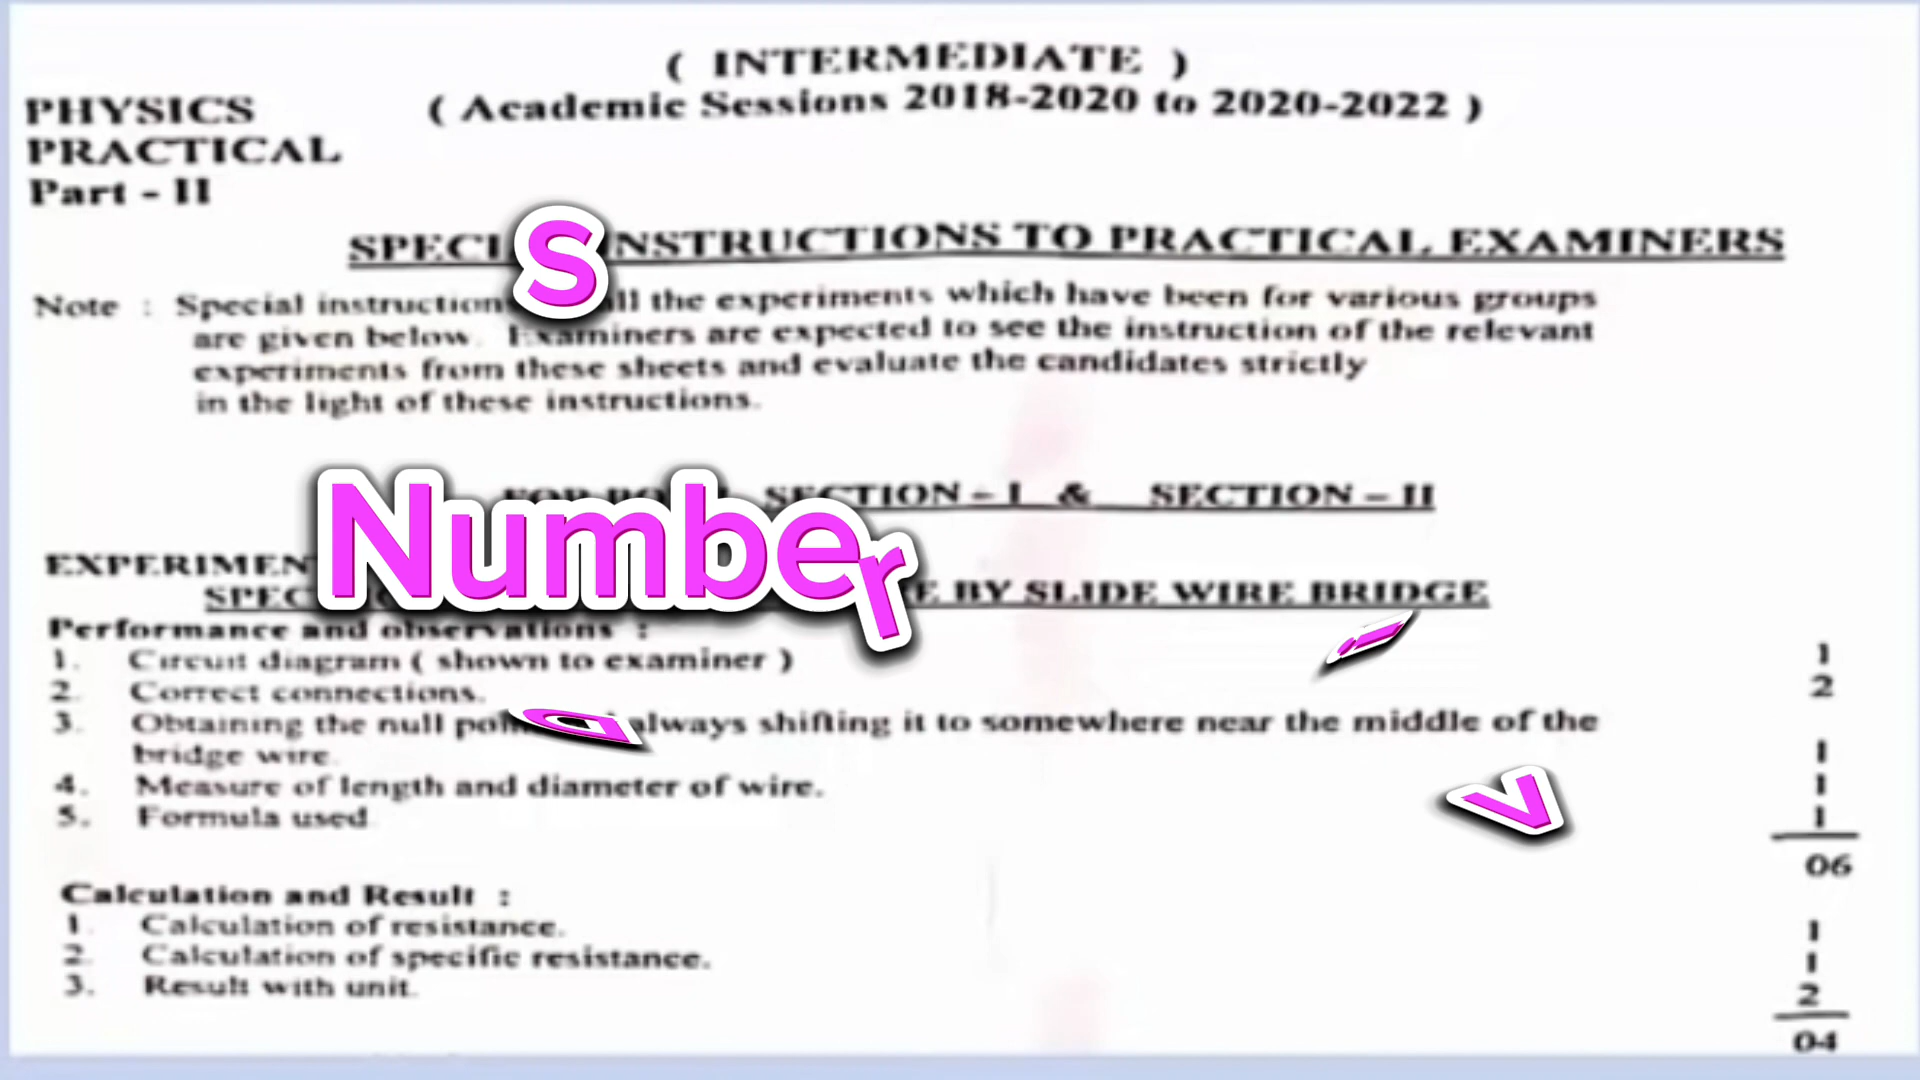 ( INTERMEDIATE )
PHYSICS ( Academic Sessions 2018-2020 to 2020-2022 )
PRACTICAL
Part - II
S
INSTRUCTIONS TO PRACTICAL EXAMINERS
Note : Special instruction the experiments which have been for various groups
are given below. Examiners are expected to see the instruction of the relevant
experiments from these sheets and evaluate the candidates strictly
in the light of these instructions.
SECTION - I & SECTION - II
Number
BY SLIDE WIRE BRIDGE
Performance and observations :
1. Circuit diagram ( shown to examiner ) 1
2. Correct connections. 2
3. Obtaining the null always shifting it to somewhere near the middle of the
bridge wire. 1
4. Measure of length and diameter of wire. 1
5. Formula used 1
06
a
i
v
Calculation and Result :
1. Calculation of resistance. 1
2. Calculation of specific resistance. 1
3. Result with unit. 2
04